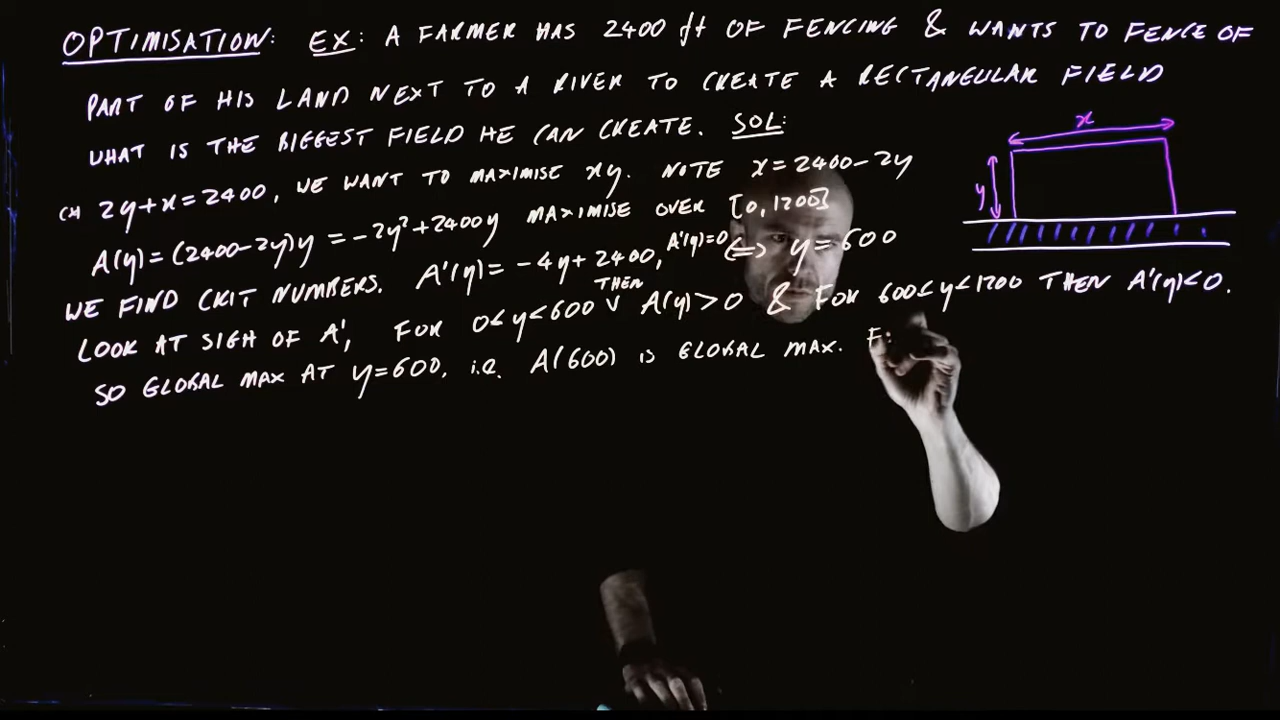 OPTIMISATION: EX: A FARMER HAS 2400 ft OF FENCING & WANTS TO FENCE OF
PART OF HIS LAND NEXT TO A RIVER TO CREATE A RECTANGULAR FIELD
WHAT IS THE BIGGEST FIELD HE CAN CREATE. SOL:
x
y
(*) 2y+x=2400, WE WANT TO MAXIMISE xy. NOTE x=2400-2y
A(y)=(2400-2y)y=-2y²+2400y MAXIMISE OVER [0,1200]
WE FIND CRIT NUMBERS. A'(y)=-4y+2400, A'(y)=0 ⟺ y=600
LOOK AT SIGN OF A', FOR 0<y<600 THEN A(y)>0 & FOR 600<y<1200 THEN A'(y)<0.
SO GLOBAL MAX AT y=600. i.e. A(600) IS GLOBAL MAX.